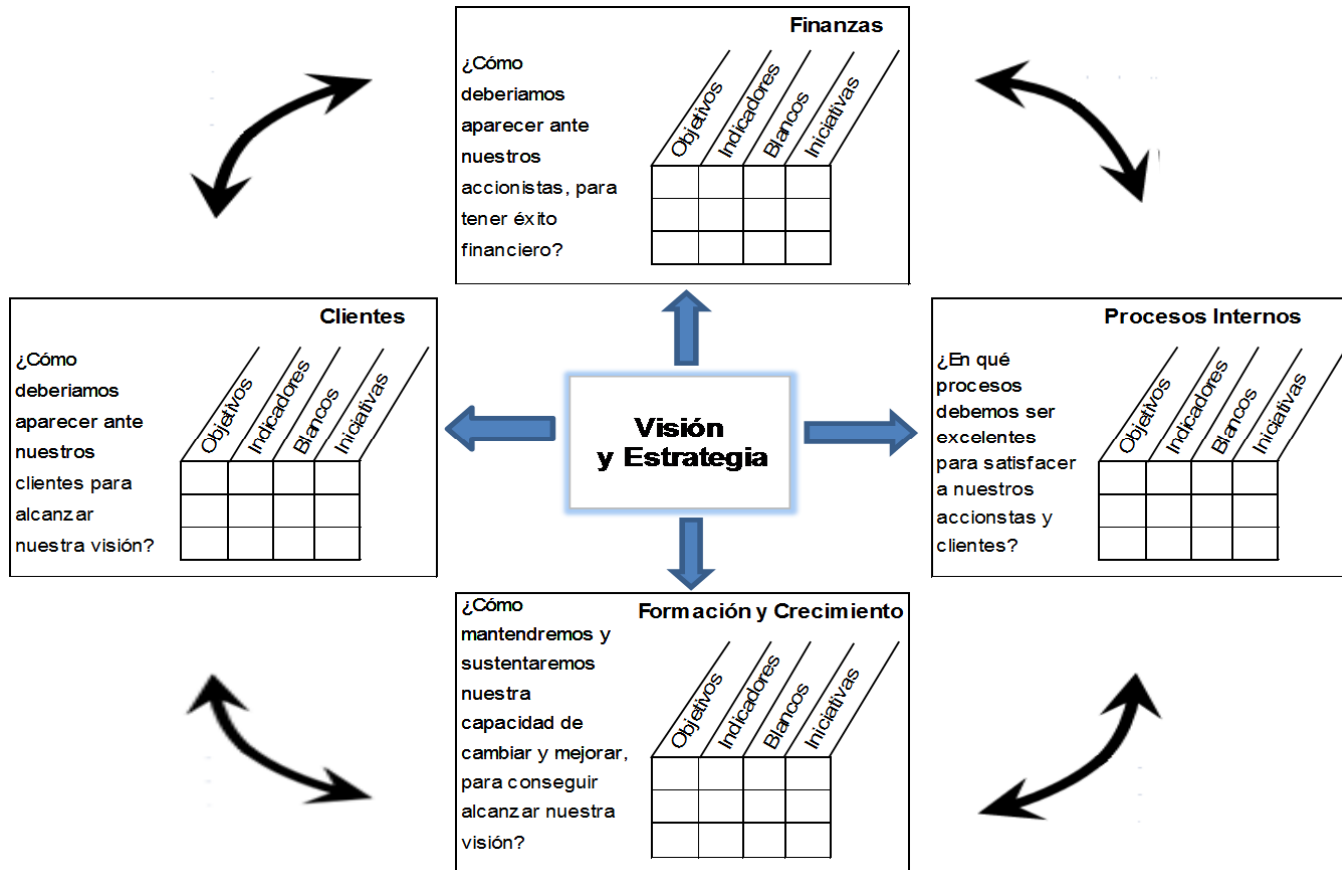 Finanzas
¿Cómo
deberiamos
aparecer ante
nuestros
accionistas, para
tener éxito
financiero?
Objetivos
Indicadores
Blancos
Iniciativas
Clientes
¿Cómo
deberiamos
aparecer ante
nuestros
clientes para
alcanzar
nuestra visión?
Objetivos
Indicadores
Blancos
Iniciativas
Visión
y Estrategia
Procesos Internos
¿En qué
procesos
debemos ser
excelentes
para satisfacer
a nuestros
accionstas y
clientes?
Objetivos
Indicadores
Blancos
Iniciativas
Formación y Crecimiento
¿Cómo
mantendremos y
sustentaremos
nuestra
capacidad de
cambiar y mejorar,
para conseguir
alcanzar nuestra
visión?
Objetivos
Indicadores
Blancos
Iniciativas